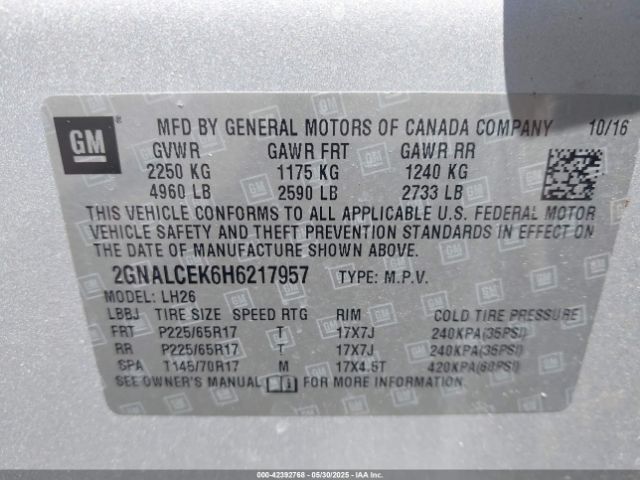 GM ® MFD BY GENERAL MOTORS OF CANADA COMPANY 10/16
GVWR GAWR FRT GAWR RR
2250 KG 1175 KG 1240 KG
4960 LB 2590 LB 2733 LB
THIS VEHICLE CONFORMS TO ALL APPLICABLE U.S. FEDERAL MOTOR
VEHICLE SAFETY AND THEFT PREVENTION STANDARDS IN EFFECT ON
THE DATE OF MANUFACTURE SHOWN ABOVE.
2GNALCEK6H6217957 TYPE: M.P.V.
MODEL: LH26
LBBJ TIRE SIZE SPEED RTG RIM COLD TIRE PRESSURE
FRT P225/65R17 T 17X7J 240KPA(35PSI)
RR P225/65R17 T 17X7J 240KPA(35PSI)
SPA T145/70R17 M 17X4.5T 420KPA(60PSI)
SEE OWNER'S MANUAL FOR MORE INFORMATION
000-42392768 - 05/30/2025 - IAAI CA